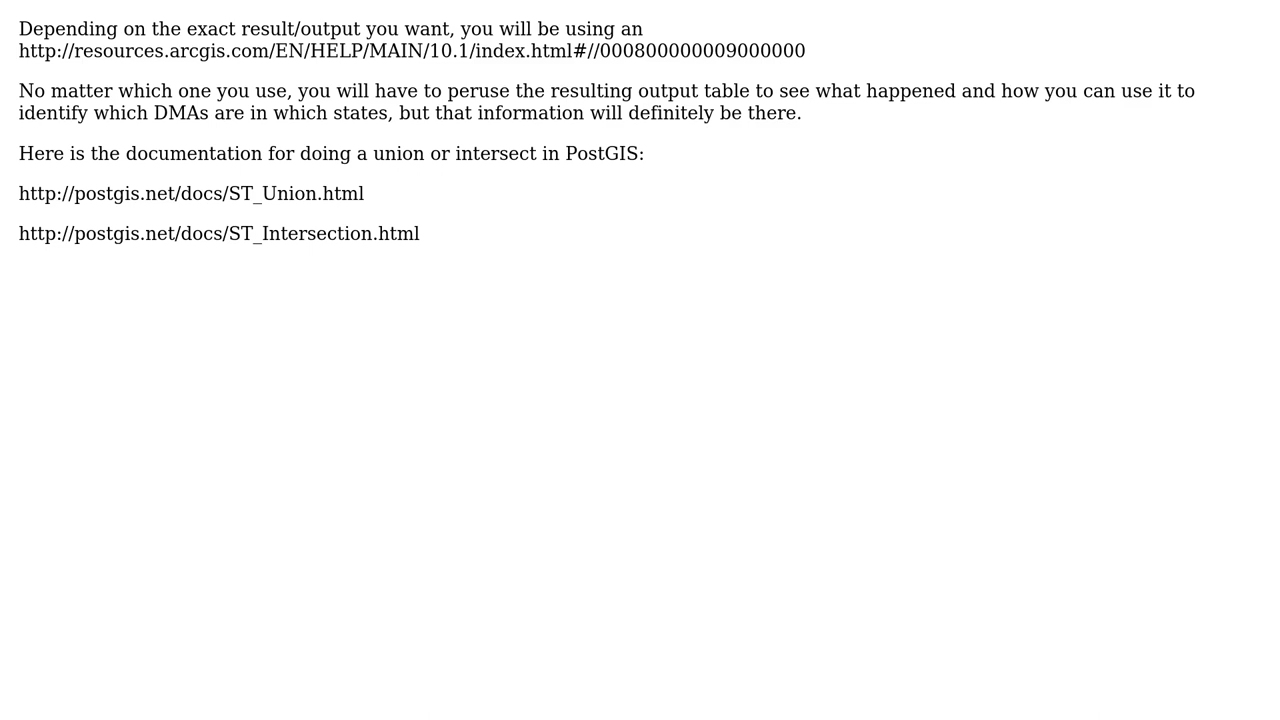 Depending on the exact result/output you want, you will be using an
http://resources.arcgis.com/EN/HELP/MAIN/10.1/index.html#//000800000009000000
No matter which one you use, you will have to peruse the resulting output table to see what happened and how you can use it to
identify which DMAs are in which states, but that information will definitely be there.
Here is the documentation for doing a union or intersect in PostGIS:
http://postgis.net/docs/ST_Union.html
http://postgis.net/docs/ST_Intersection.html